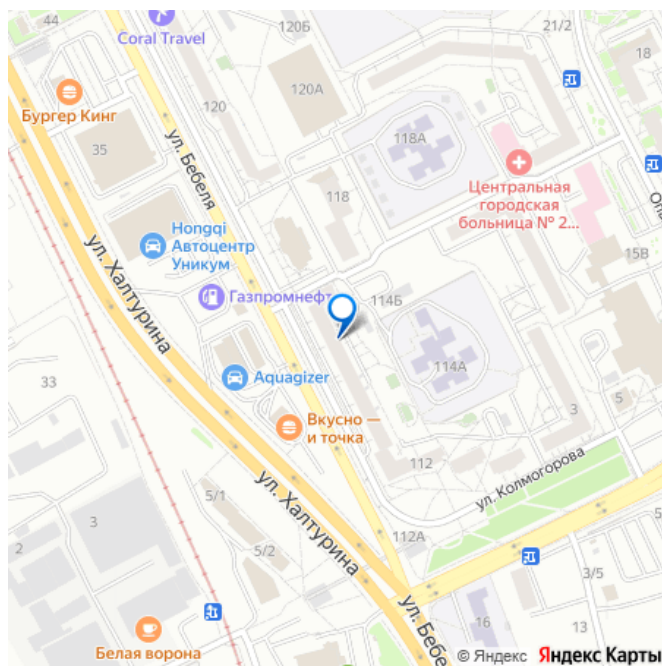 44
Coral Travel
120Б
21/2
18
Бургер Кинг
120А
120
35
118А
ул. Бебеля
Центральная
городская
больница № 2...
118
Hongqi
Автоцентр
Уникум
15В
ул. Халтурина
Газпромнефть
114Б
33
Aquagizer
114А
5
3
Вкусно —
и точка
112
ул. Колмогорова
5/1
ул. Халтурина
3
112А
2
5/2
3/5
16
13
ул. Бебе
Белая ворона
© Яндекс Яндекс Карты